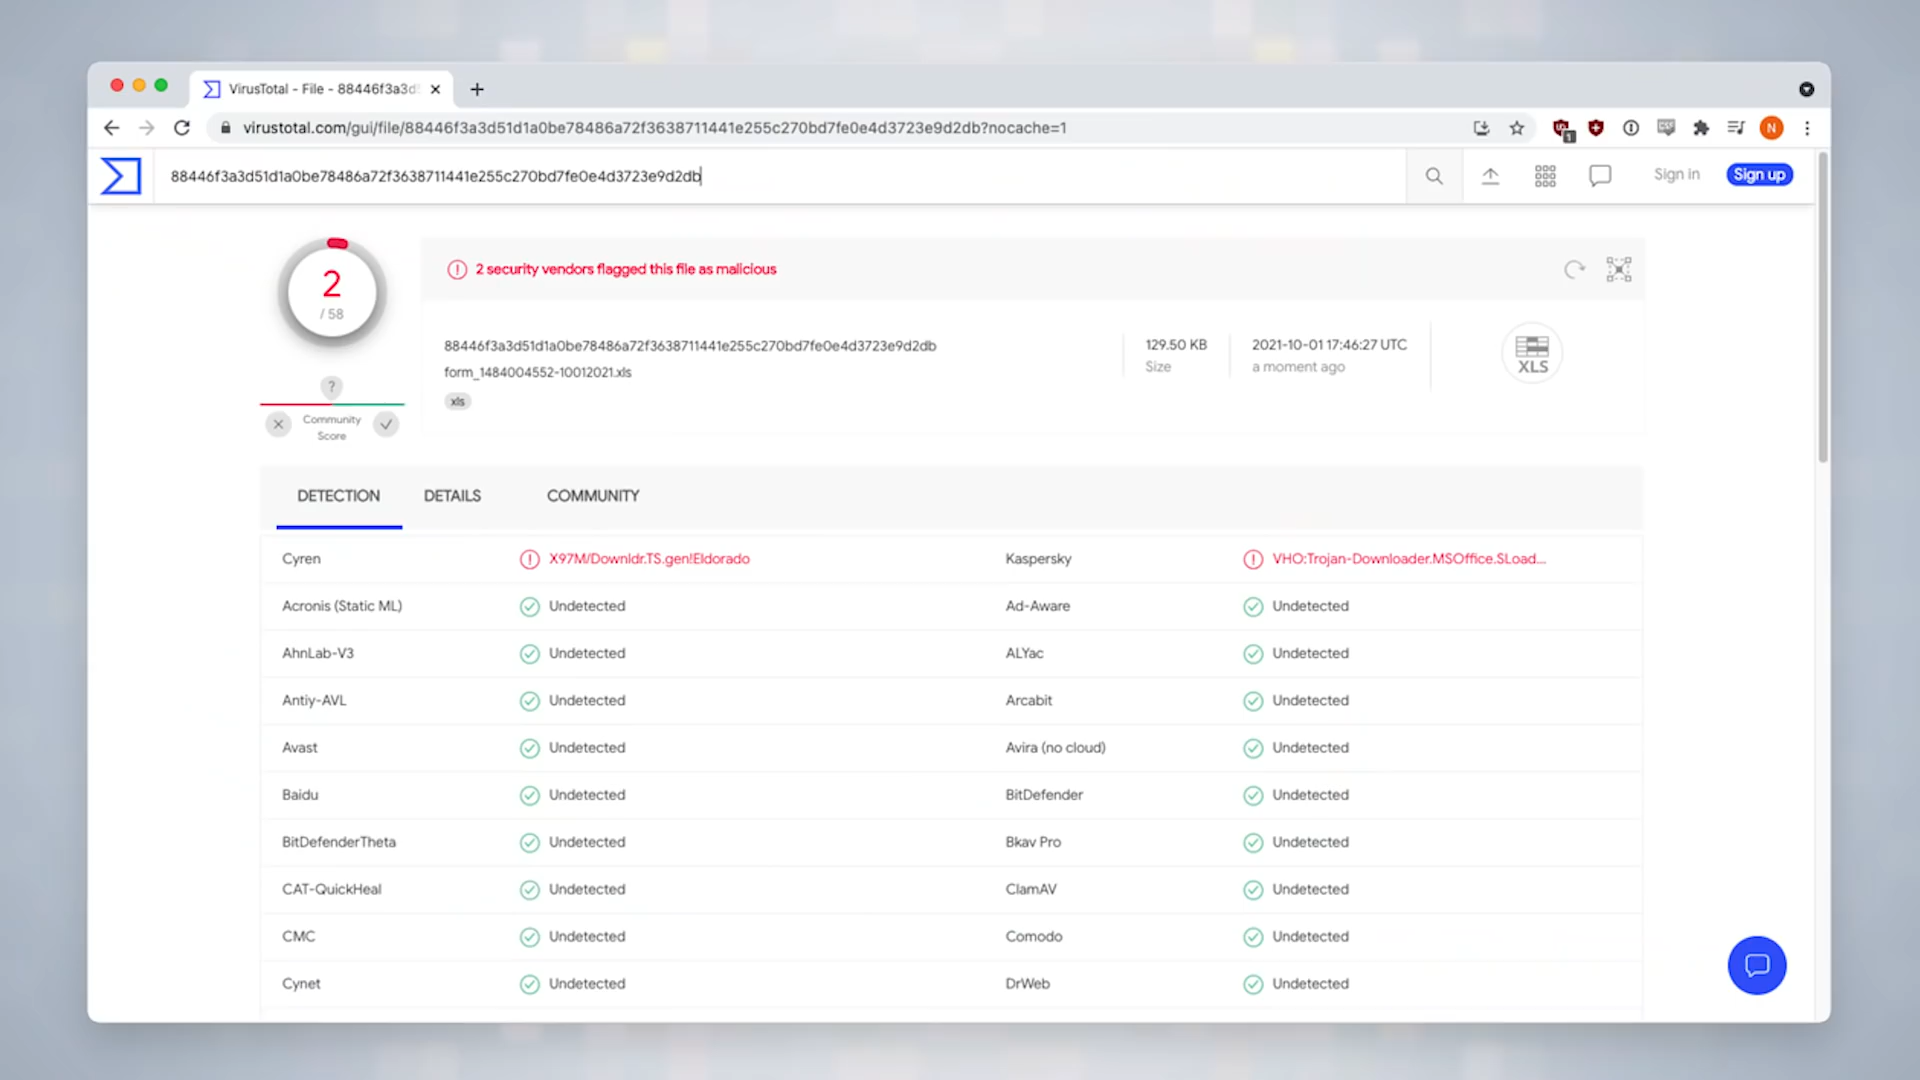 VirusTotal - File - 88446f3a3d5
virustotal.com/gui/file/88446f3a3d51d1a0be78486a72f3638711441e255c270bd7fe0e4d3723e9d2db?nocache=1
1
N
88446f3a3d51d1a0be78486a72f3638711441e255c270bd7fe0e4d3723e9d2db
Sign in
Sign up
2
/ 58
2 security vendors flagged this file as malicious
88446f3a3d51d1a0be78486a72f3638711441e255c270bd7fe0e4d3723e9d2db
form_1484004552-10012021.xls
xls
129.50 KB
Size
2021-10-01 17:46:27 UTC
a moment ago
XLS
?
Community
Score
DETECTION DETAILS COMMUNITY
Cyren X97M/Downldr.TS.gen!Eldorado Kaspersky VHO:Trojan-Downloader.MSOffice.SLoad...
Acronis (Static ML) Undetected Ad-Aware Undetected
AhnLab-V3 Undetected ALYac Undetected
Antiy-AVL Undetected Arcabit Undetected
Avast Undetected Avira (no cloud) Undetected
Baidu Undetected BitDefender Undetected
BitDefenderTheta Undetected Bkav Pro Undetected
CAT-QuickHeal Undetected ClamAV Undetected
CMC Undetected Comodo Undetected
Cynet Undetected DrWeb Undetected